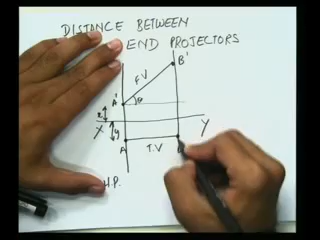 DISTANCE BETWEEN
END PROJECTORS
B'
F V
A'
θ
x
X
y
Y
A
T.V
H.P.